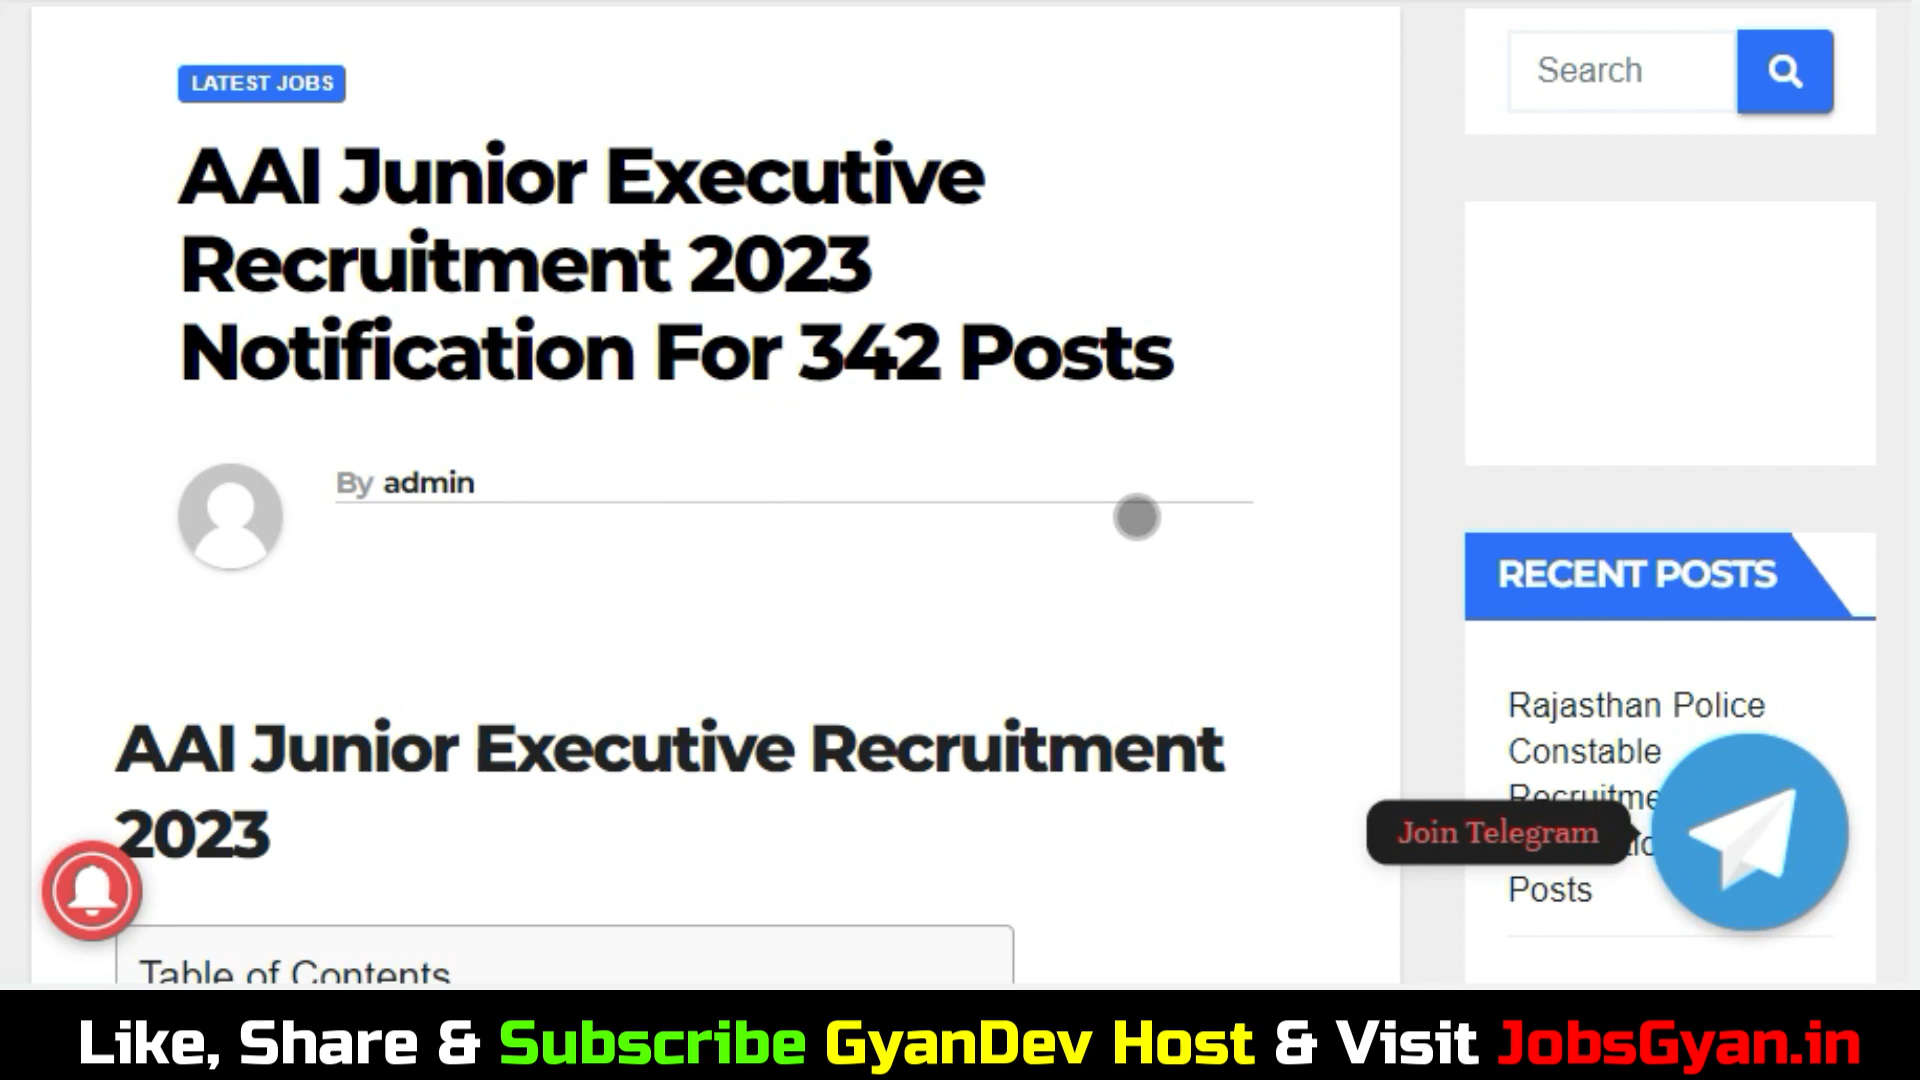 LATEST JOBS
AAI Junior Executive
Recruitment 2023
Notification For 342 Posts
By admin
AAI Junior Executive Recruitment
2023
Table of Contents
Search
RECENT POSTS
Rajasthan Police
Constable
Posts
Join Telegram
Like, Share & Subscribe GyanDev Host & Visit JobsGyan.in